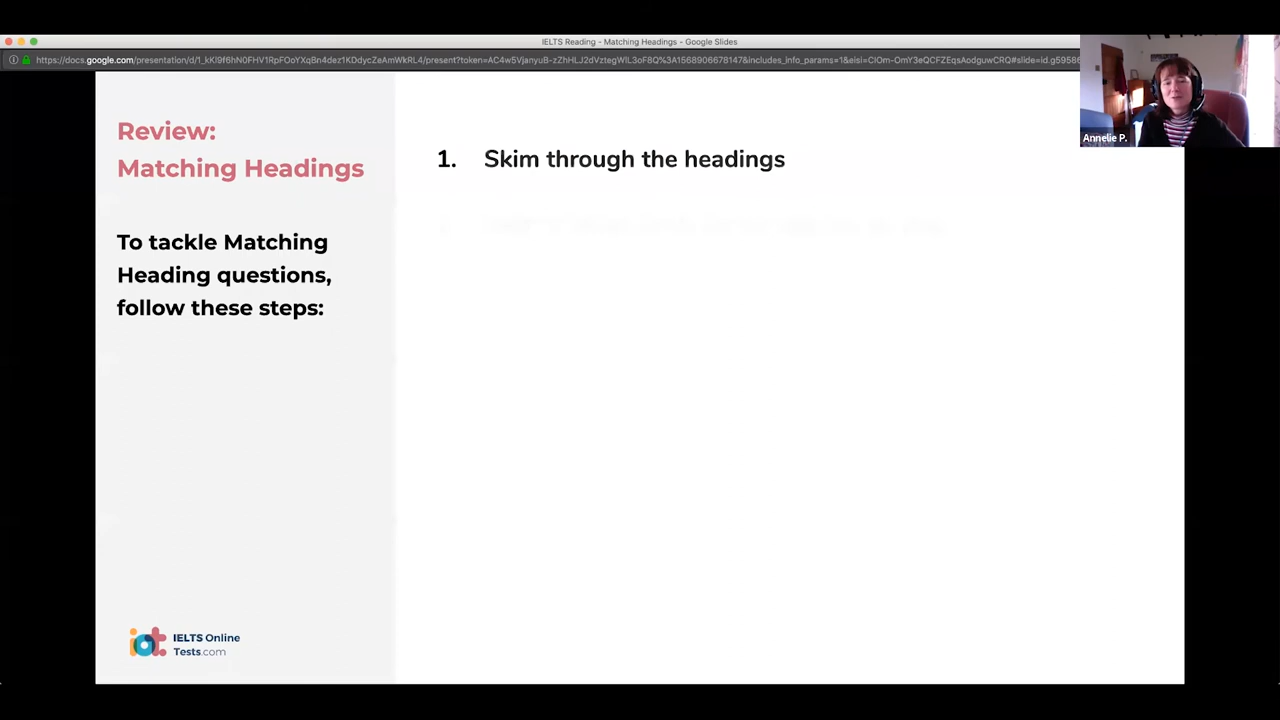 IELTS Reading - Matching Headings - Google Slides
Review:
Matching Headings
To tackle Matching
Heading questions,
follow these steps:
1. Skim through the headings
Annelie P.
iot IELTS Online
Tests.com